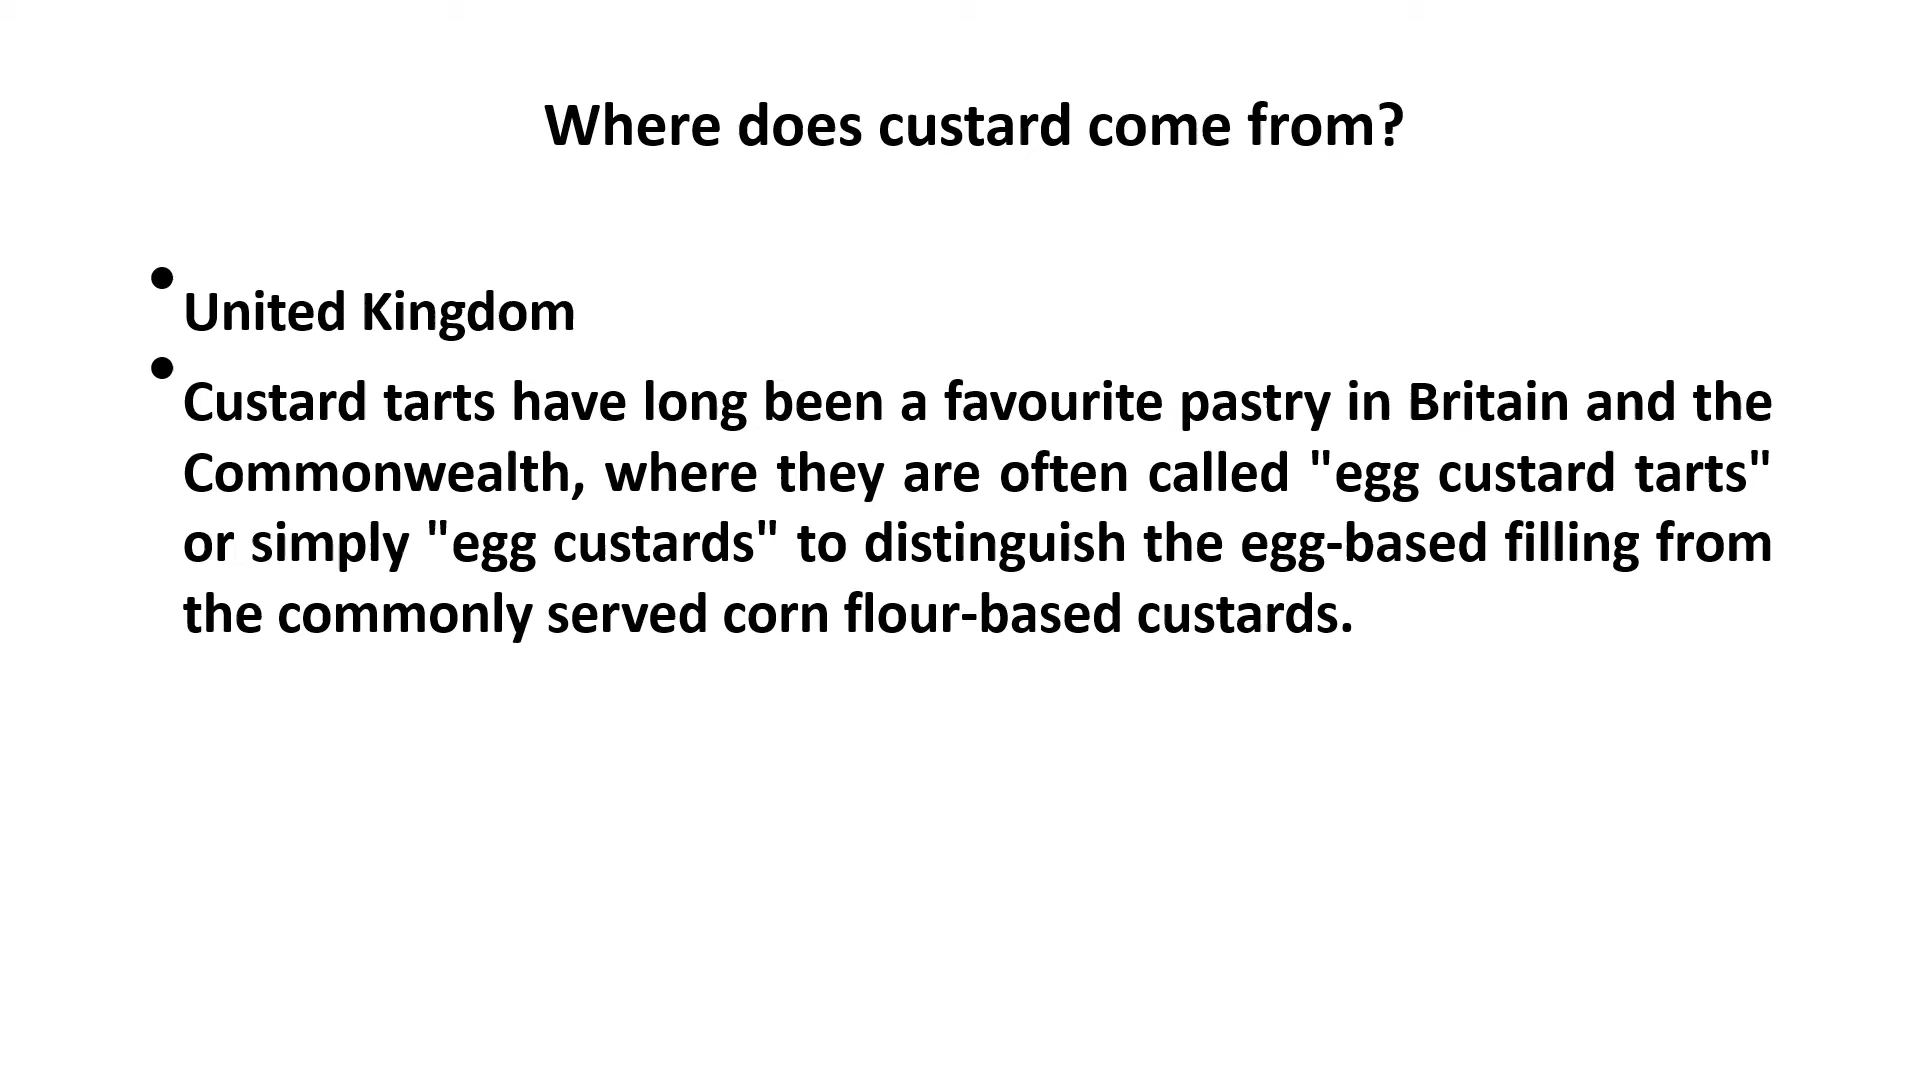 Where does custard come from?
• United Kingdom
• Custard tarts have long been a favourite pastry in Britain and the
Commonwealth, where they are often called "egg custard tarts"
or simply "egg custards" to distinguish the egg-based filling from
the commonly served corn flour-based custards.